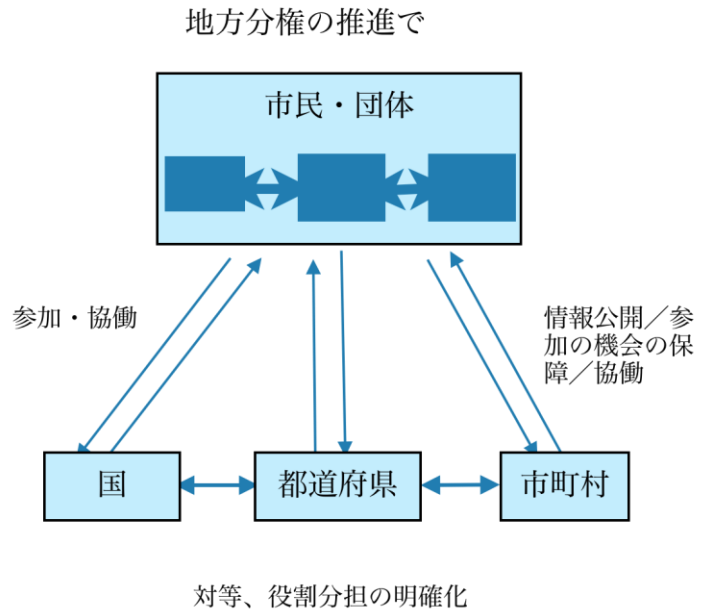 地方分権の推進で
市民・団体
参加・協働
情報公開／参
加の機会の保
障／協働
国
都道府県
市町村
対等、役割分担の明確化